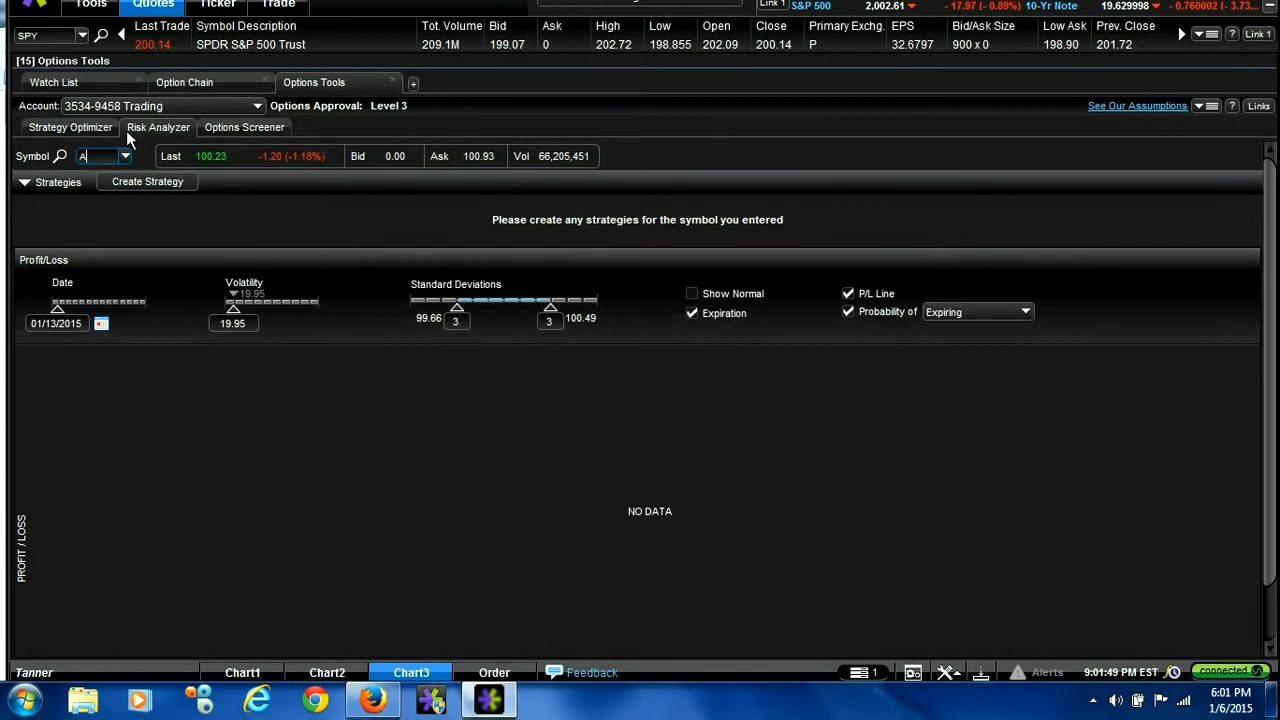 Tools Quotes Ticker Trade Link 1 S&P 500 2,002.61 - 17.97 (- 0.89%) 10-Yr Note 19.629998 - 0.760002 (- 3.73...
SPY Last Trade Symbol Description Tot. Volume Bid Ask High Low Open Close Primary Exchg. EPS Bid/Ask Size Low Ask Prev. Close
200.14 SPDR S&P 500 Trust 209.1M 199.07 0 202.72 198.855 202.09 200.14 P 32.6797 900 x 0 198.90 201.72 ? Link 1
[15] Options Tools
Watch List Option Chain Options Tools +
Account: 3534-9458 Trading Options Approval: Level 3 See Our Assumptions ? Links
Strategy Optimizer Risk Analyzer Options Screener
Symbol A Last 100.23 -1.20 (-1.18%) Bid 0.00 Ask 100.93 Vol 66,205,451
Strategies Create Strategy
Please create any strategies for the symbol you entered
Profit/Loss
Date Volatility Standard Deviations
19.95 Show Normal P/L Line
01/13/2015 19.95 99.66 3 3 100.49 Expiration Probability of Expiring
NO DATA
PROFIT / LOSS
Tanner Chart1 Chart2 Chart3 Order Feedback 1 Alerts 9:01:49 PM EST connected
6:01 PM
1/6/2015